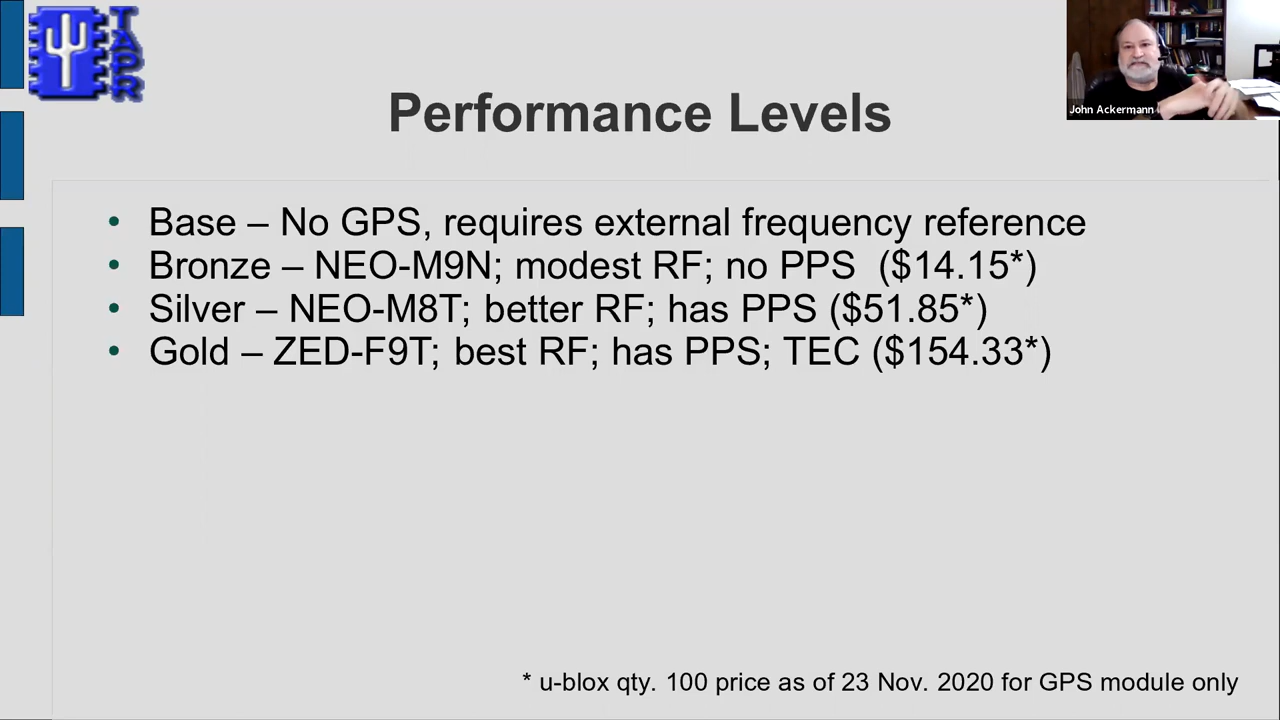 TAPR
John Ackermann
Performance Levels
• Base – No GPS, requires external frequency reference
• Bronze – NEO-M9N; modest RF; no PPS ($14.15*)
• Silver – NEO-M8T; better RF; has PPS ($51.85*)
• Gold – ZED-F9T; best RF; has PPS; TEC ($154.33*)
* u-blox qty. 100 price as of 23 Nov. 2020 for GPS module only